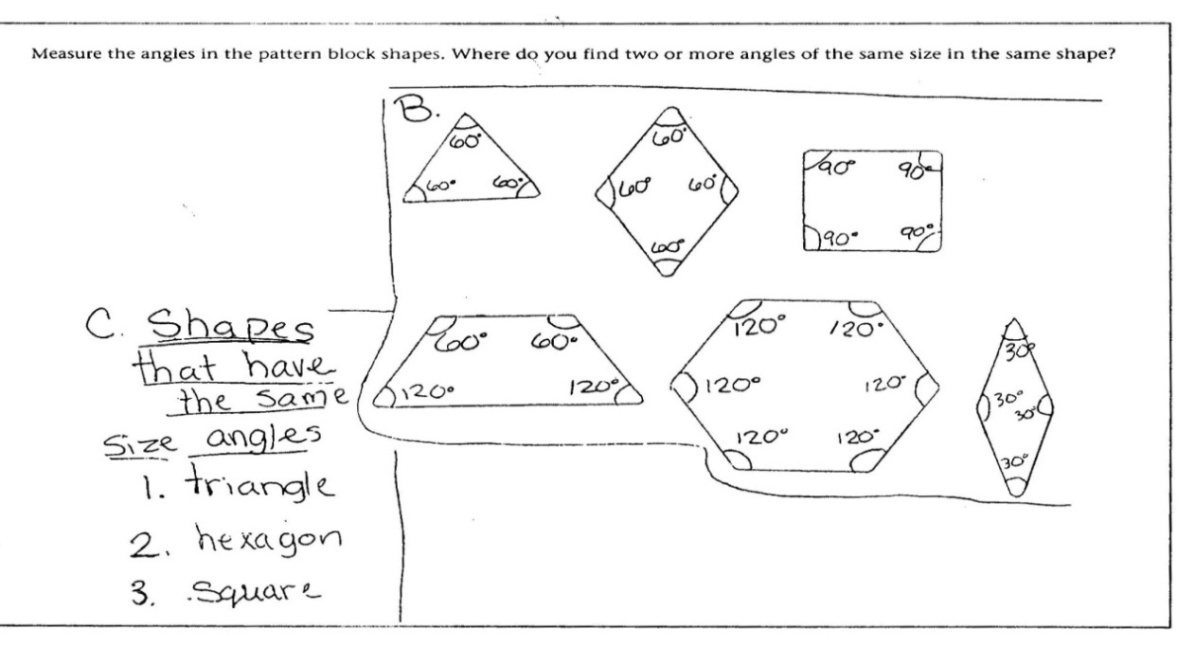 Measure the angles in the pattern block shapes. Where do you find two or more angles of the same size in the same shape?
B.
60° 60° 60°
60° 60° 60° 60°
90° 90° 90° 90°
60° 60° 120° 120°
120° 120° 120° 120° 120° 120°
30° 30° 30° 30°
C. Shapes
that have
the same
size angles
1. triangle
2. hexagon
3. Square